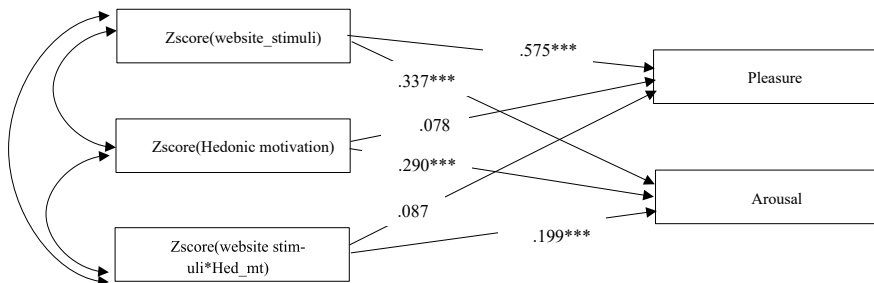 Zscore(website_stimuli)
.575***
Pleasure
.337***
.078
Zscore(Hedonic motivation)
.290***
Arousal
.087
.199***
Zscore(website stim-
uli*Hed_mt)